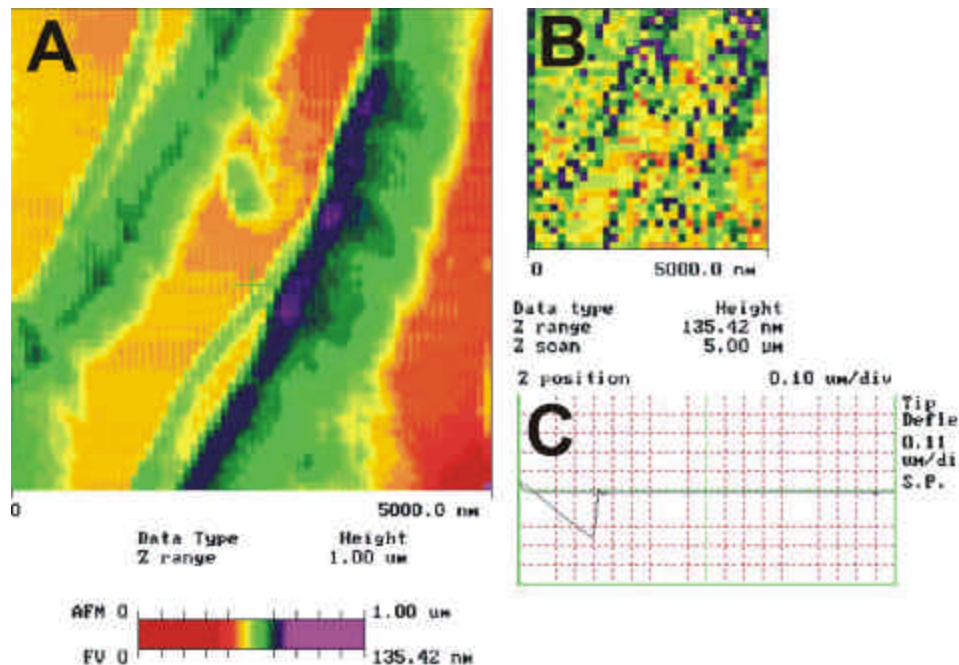 A
B
0 5000.0 nm
Data type Height
Z range 135.42 nm
Z scan 5.00 um
Z position 0.10 um/div
C
Tip
Defle
0.11
um/di
S.P.
0 5000.0 nm
Data Type Height
Z range 1.00 um
AFM 0 1.00 um
FV 0 135.42 nm